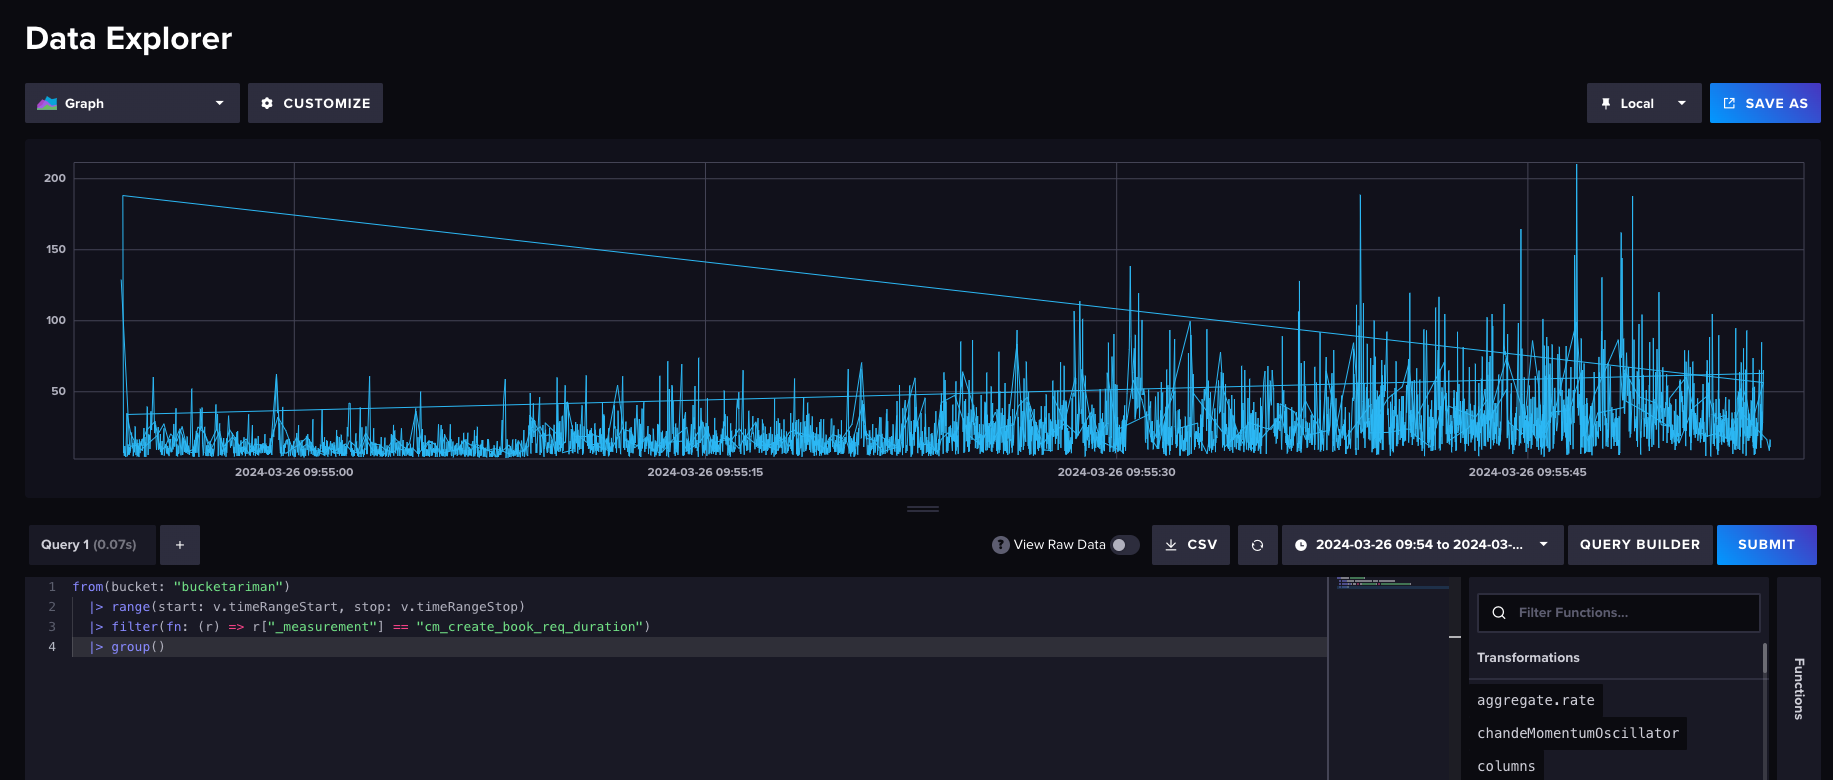 Data Explorer
Graph
CUSTOMIZE
Local
SAVE AS
200
150
100
50
2024-03-26 09:55:00
2024-03-26 09:55:15
2024-03-26 09:55:30
2024-03-26 09:55:45
Query 1 (0.07s)
+
? View Raw Data
CSV
2024-03-26 09:54 to 2024-03-...
QUERY BUILDER
SUBMIT
1 from(bucket: "bucketariman")
2 |> range(start: v.timeRangeStart, stop: v.timeRangeStop)
3 |> filter(fn: (r) => r["_measurement"] == "cm_create_book_req_duration")
4 |> group()
Filter Functions...
Transformations
aggregate.rate
chandeMomentumOscillator
columns
Functions